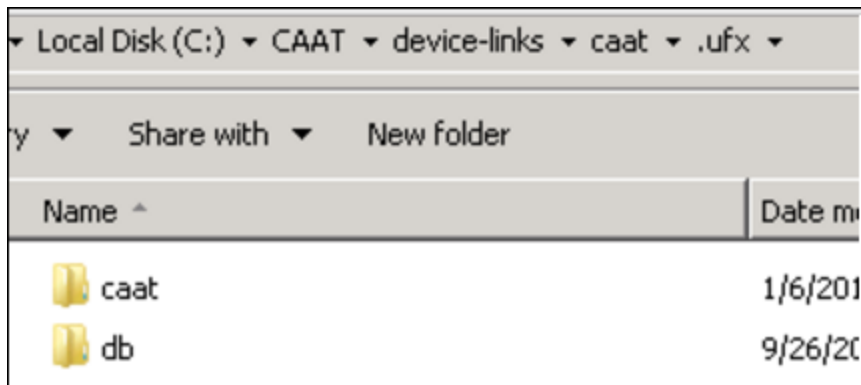 Local Disk (C:) CAAT device-links caat .ufx
Share with New folder
Name Date
caat 1/6/201
db 9/26/20